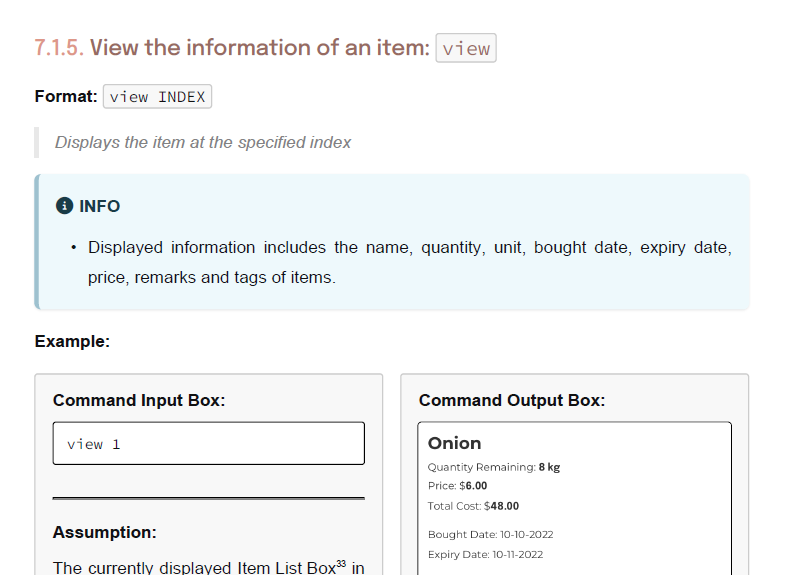 7.1.5. View the information of an item: view
Format: view INDEX
Displays the item at the specified index
INFO
• Displayed information includes the name, quantity, unit, bought date, expiry date,
price, remarks and tags of items.
Example:
Command Input Box:
view 1
Assumption:
The currently displayed Item List Box33 in
Command Output Box:
Onion
Quantity Remaining: 8 kg
Price: $6.00
Total Cost: $48.00
Bought Date: 10-10-2022
Expiry Date: 10-11-2022